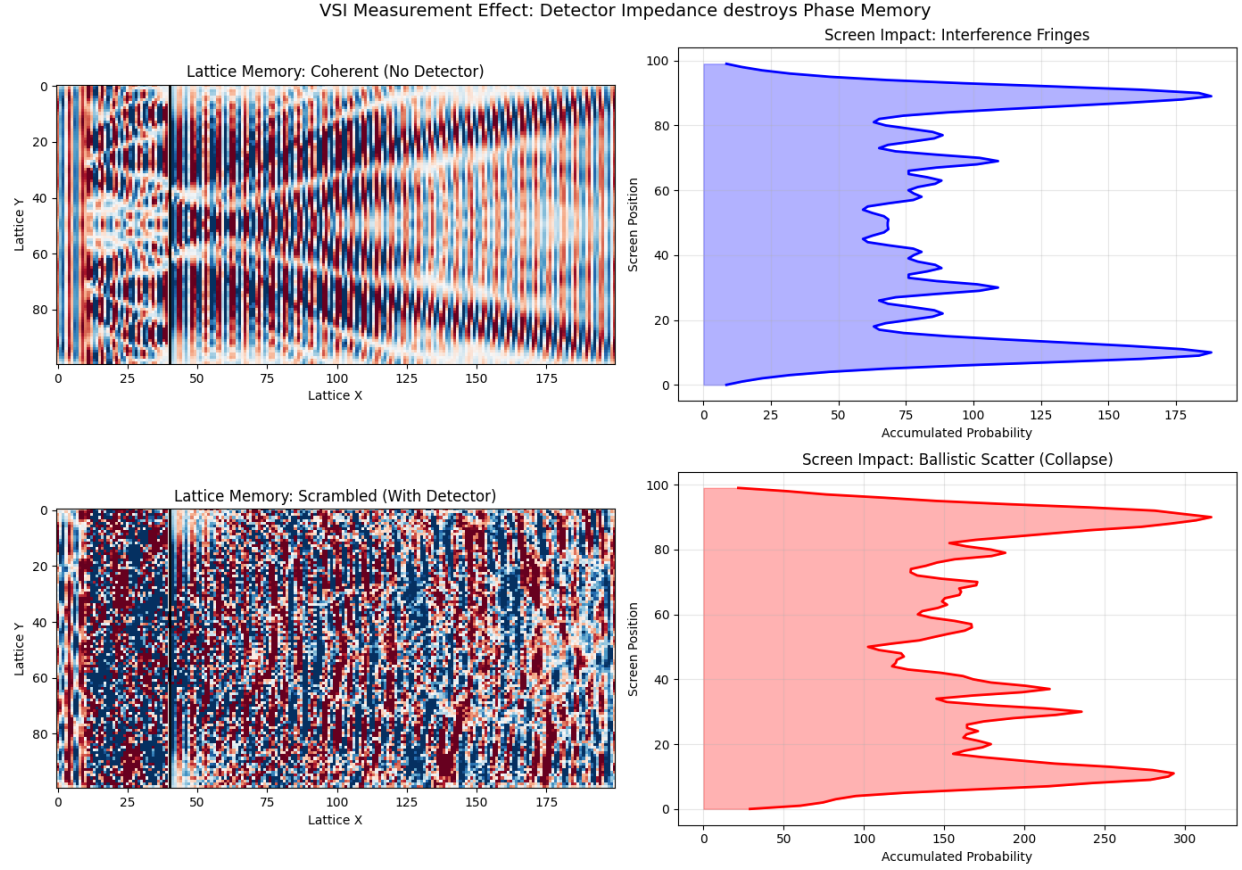 VSI Measurement Effect: Detector Impedance destroys Phase Memory
Lattice Memory: Coherent (No Detector)
0
20
40
60
80
Lattice Y
0 25 50 75 100 125 150 175
Lattice X
Screen Impact: Interference Fringes
100
80
60
40
20
0
Screen Position
0 25 50 75 100 125 150 175
Accumulated Probability
Lattice Memory: Scrambled (With Detector)
0
20
40
60
80
Lattice Y
0 25 50 75 100 125 150 175
Lattice X
Screen Impact: Ballistic Scatter (Collapse)
100
80
60
40
20
0
Screen Position
0 50 100 150 200 250 300
Accumulated Probability